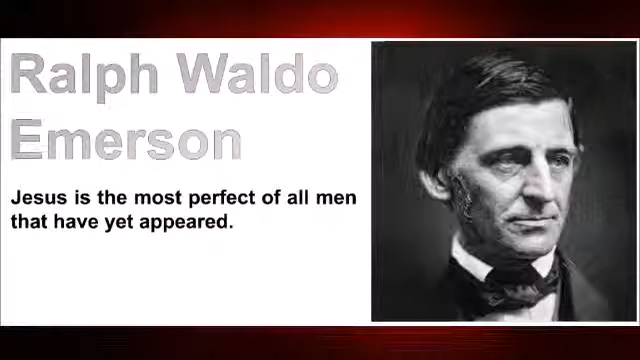 Ralph Waldo
Emerson
Jesus is the most perfect of all men
that have yet appeared.